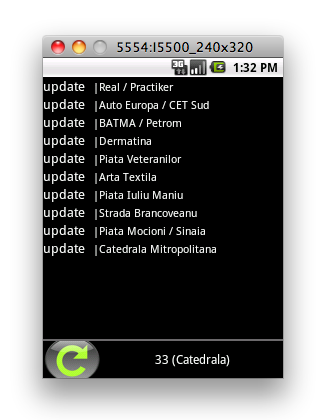 5554:I5500_240x320
3G 1:32 PM
update |Real / Practiker
update |Auto Europa / CET Sud
update |BATMA / Petrom
update |Dermatina
update |Piata Veteranilor
update |Arta Textila
update |Piata Iuliu Maniu
update |Strada Brancoveanu
update |Piata Mocioni / Sinaia
update |Catedrala Mitropolitana
33 (Catedrala)